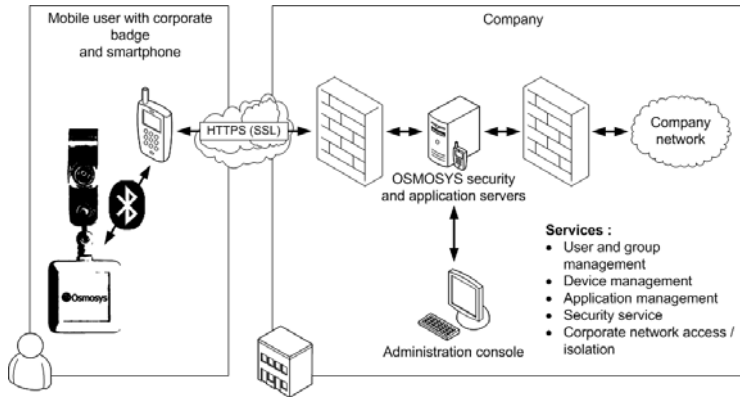 Mobile user with corporate
badge
and smartphone
Company
HTTPS (SSL)
Company
network
OSMOSYS security
and application servers
Osmosys
Services :
• User and group
management
• Device management
• Application management
• Security service
• Corporate network access /
isolation
Administration console